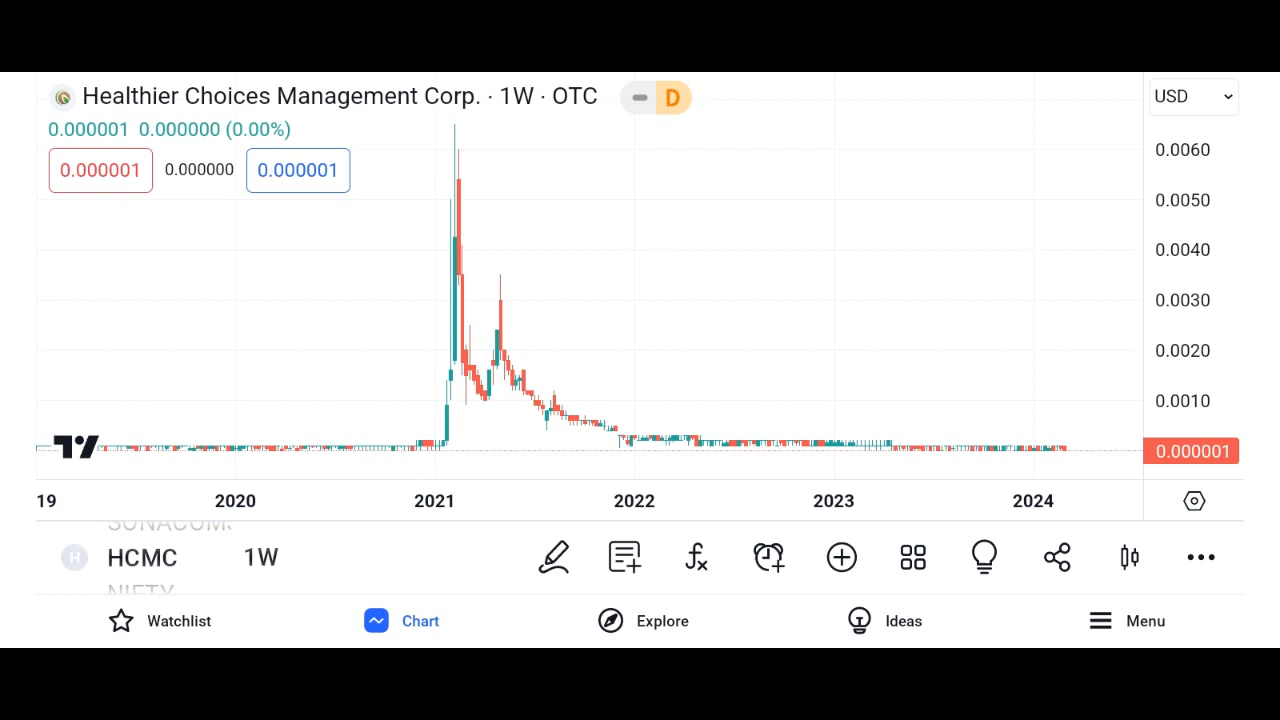 Healthier Choices Management Corp. · 1W · OTC
D
USD
0.000001 0.000000 (0.00%)
0.000001 0.000000 0.000001
0.0060
0.0050
0.0040
0.0030
0.0020
0.0010
0.000001
19 2020 2021 2022 2023 2024
SONACOMS
HCMC 1W
NIFTY
Watchlist Chart Explore Ideas Menu